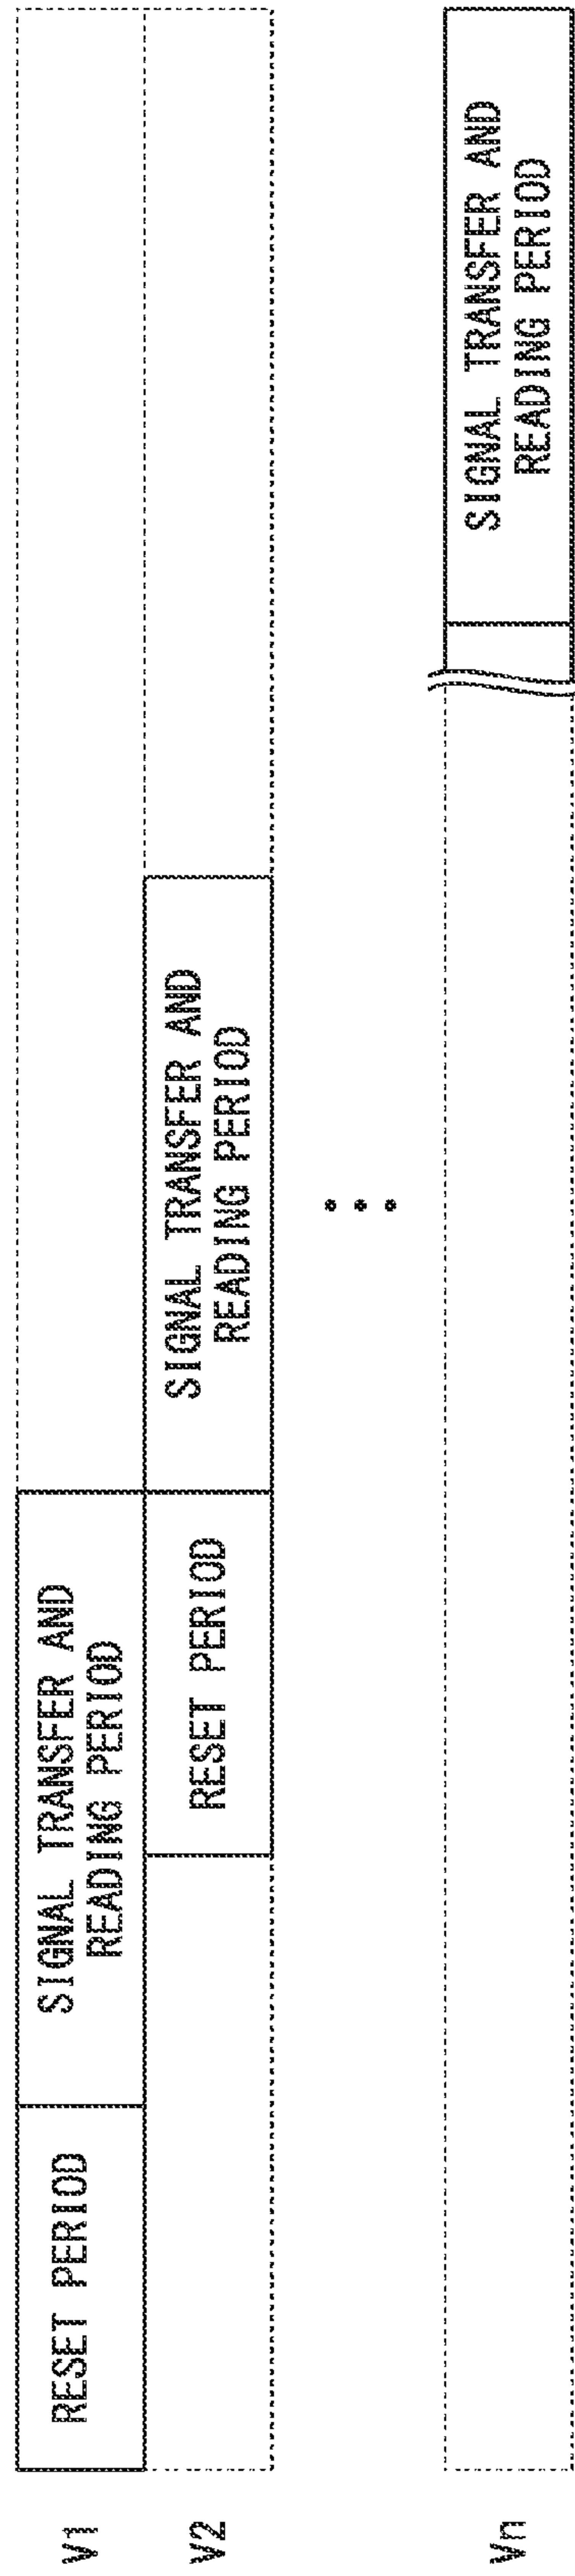 V1
RESET PERIOD
SIGNAL TRANSFER AND
READING PERIOD
V2
RESET PERIOD
SIGNAL TRANSFER AND
READING PERIOD
Vn
SIGNAL TRANSFER AND
READING PERIOD